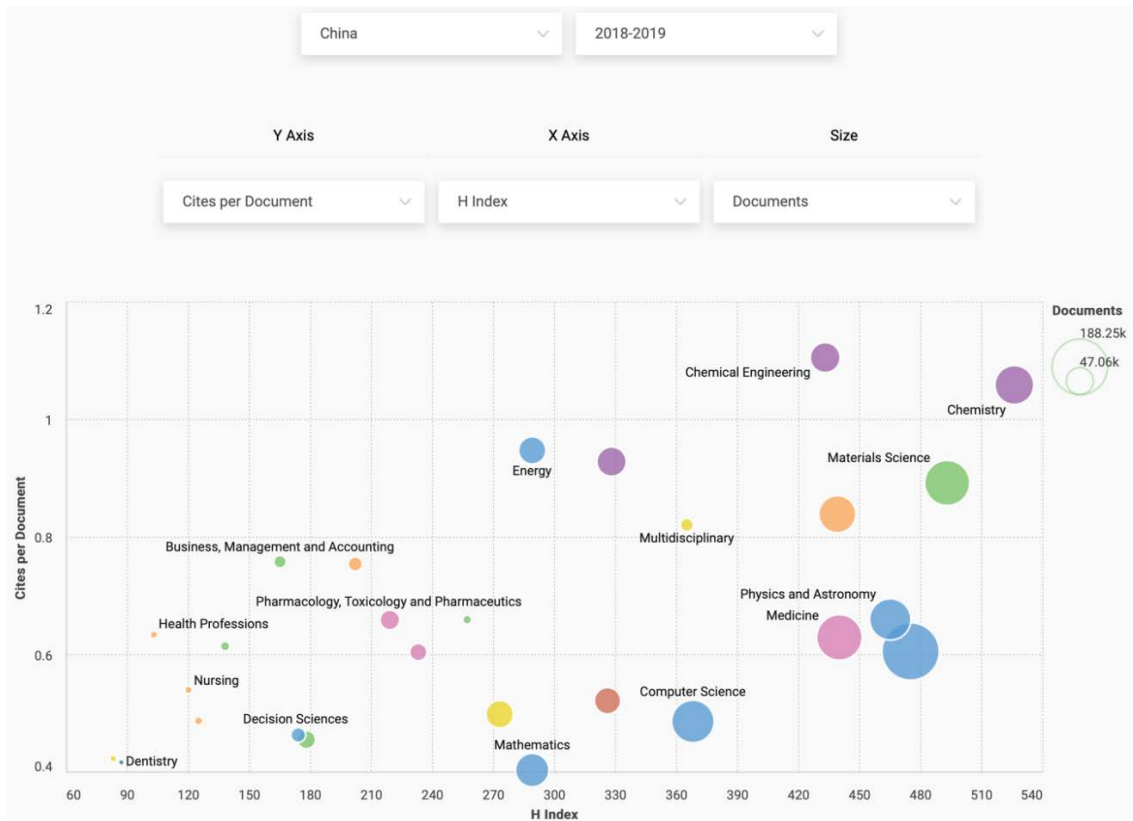 China
2018-2019
Y Axis
X Axis
Size
Cites per Document
H Index
Documents
Documents
188.25k
47.06k
1.2
1
0.8
0.6
0.4
Cites per Document
Chemical Engineering
Chemistry
Materials Science
Energy
Multidisciplinary
Business, Management and Accounting
Physics and Astronomy
Pharmacology, Toxicology and Pharmaceutics
Medicine
Health Professions
Nursing
Computer Science
Decision Sciences
Mathematics
Dentistry
60 90 120 150 180 210 240 270 300 330 360 390 420 450 480 510 540
H Index